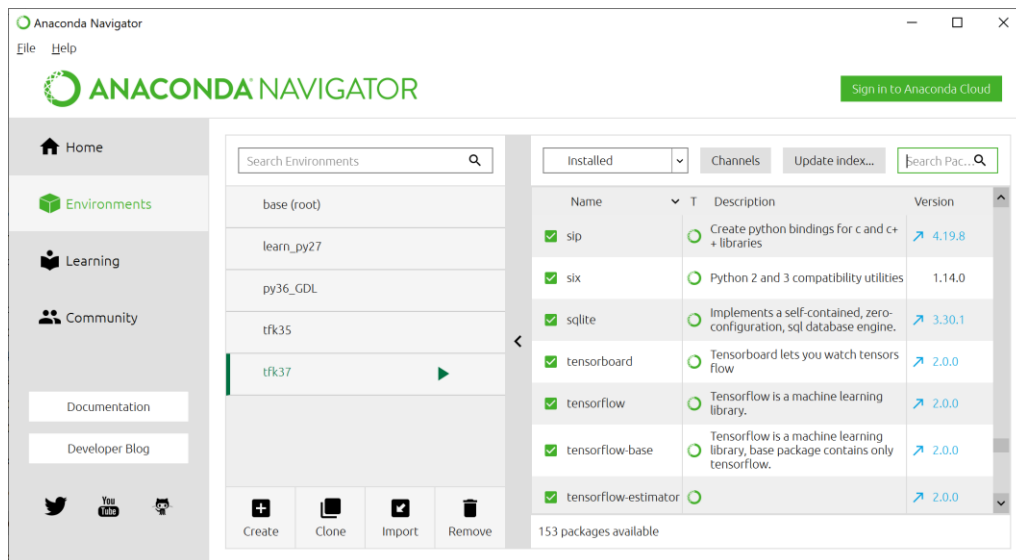 Anaconda Navigator
File Help
ANACONDA NAVIGATOR
Sign in to Anaconda Cloud
Home
Environments
Learning
Community
Documentation
Developer Blog
You
Tube
Search Environments
base (root)
learn_py27
py36_GDL
tfk35
tfk37
Create Clone Import Remove
Installed Channels Update index... Search Pac...
Name T Description Version
sip Create python bindings for c and c+
+ libraries 4.19.8
six Python 2 and 3 compatibility utilities 1.14.0
sqlite Implements a self-contained, zero-
configuration, sql database engine. 3.30.1
tensorboard Tensorboard lets you watch tensors
flow 2.0.0
tensorflow Tensorflow is a machine learning
library. 2.0.0
tensorflow-base Tensorflow is a machine learning
library, base package contains only
tensorflow. 2.0.0
tensorflow-estimator 2.0.0
153 packages available